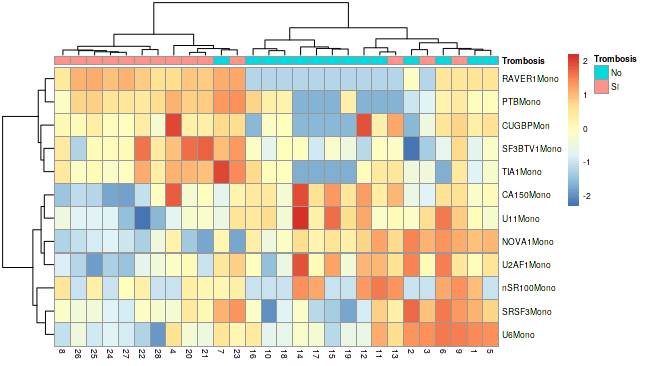 Trombosis
RAVER1Mono
PTBMono
CUGBPMon
SF3BTV1Mono
TIA1Mono
CA150Mono
U11Mono
NOVA1Mono
U2AF1Mono
nSR100Mono
SRSF3Mono
U6Mono
8 26 25 24 27 22 28 4 20 21 7 23 16 10 18 14 17 15 19 12 11 13 2 3 6 9 1 5
2
1
0
-1
-2
Trombosis
No
SI